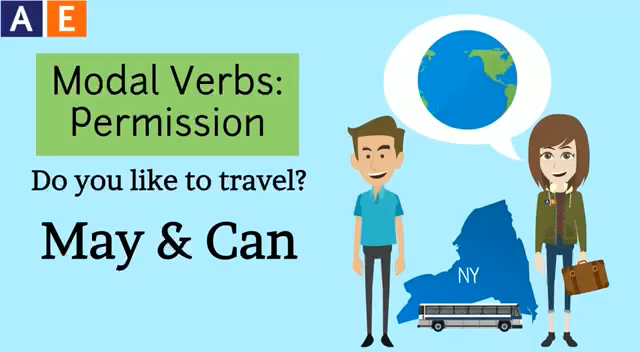 A E
Modal Verbs:
Permission
Do you like to travel?
May & Can
NY